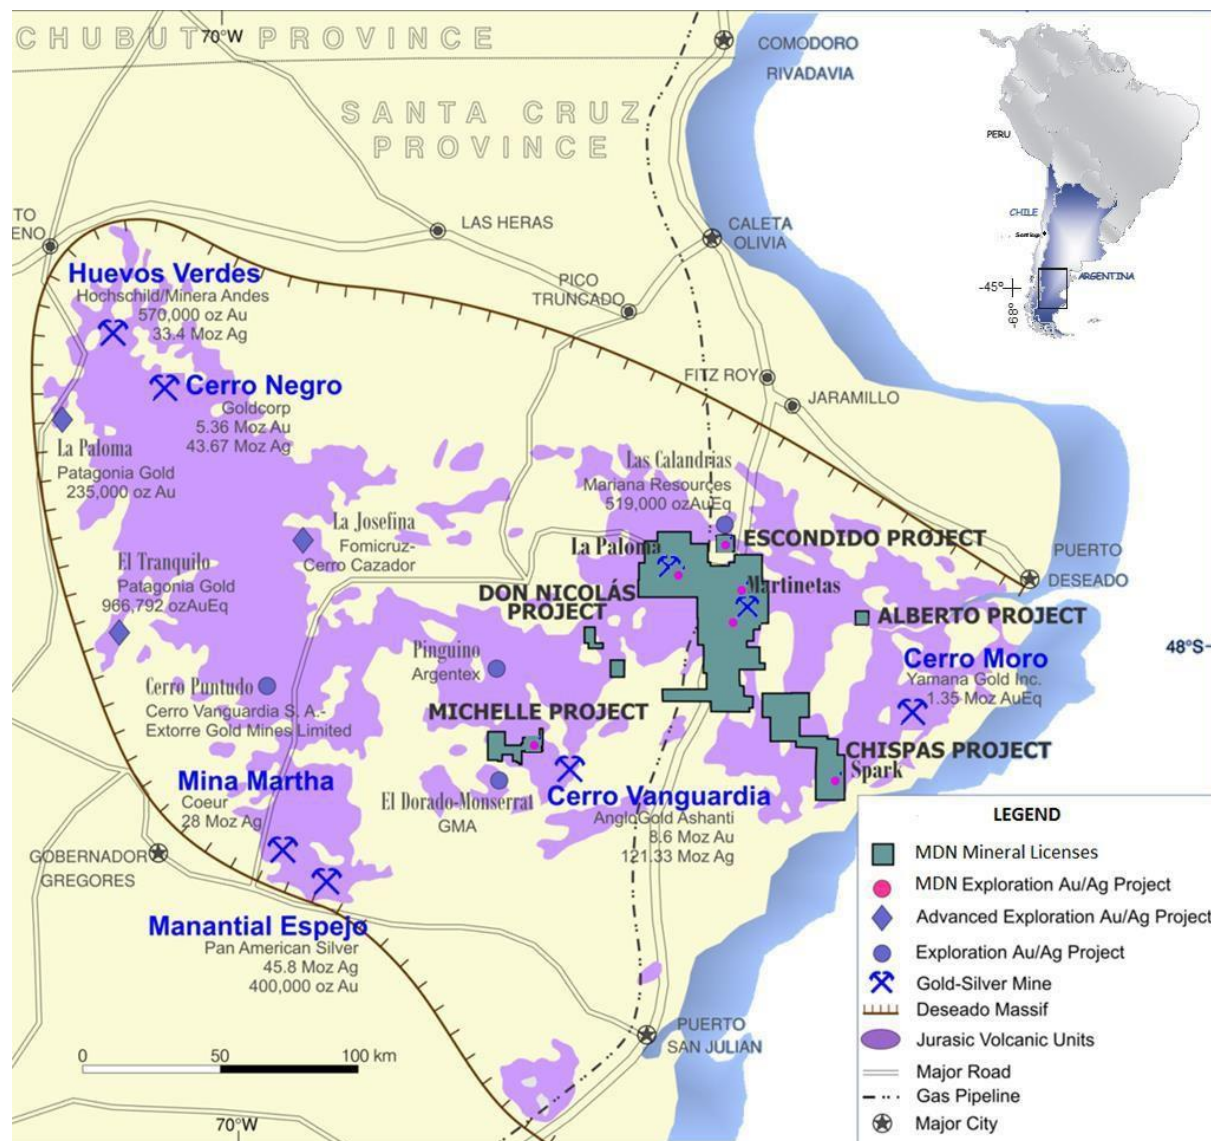 CHUBUT PROVINCE
70°W
COMODORO
RIVADAVIA
SANTA CRUZ
PROVINCE
PERU
CHILE
Santiago
ARGENTINA
-45°
-68°
TO
ENO
LAS HERAS
CALETA
OLIVIA
PICO
TRUNCADO
Huevos Verdes
Hochschild/Minera Andes
570,000 oz Au
33.4 Moz Ag
Cerro Negro
Goldcorp
5.36 Moz Au
43.67 Moz Ag
FITZ ROY
JARAMILLO
La Paloma
Patagonia Gold
235,000 oz Au
Las Calandrias
Mariana Resources
519,000 ozAuEq
La Josefina
Fomicruz-
Cerro Cazador
La Paloma
ESCONDIDO PROJECT
PUERTO
DESEADO
El Tranquilo
Patagonia Gold
966,792 ozAuEq
DON NICOLÁS
PROJECT
Martinetas
ALBERTO PROJECT
48°S
Pinguino
Argentex
Cerro Moro
Yamana Gold Inc.
1.35 Moz AuEq
Cerro Puntudo
Cerro Vanguardia S. A.-
Extorre Gold Mines Limited
MICHELLE PROJECT
CHISPAS PROJECT
Spark
Mina Martha
Coeur
28 Moz Ag
El Dorado-Monserrat
GMA
Cerro Vanguardia
AngloGold Ashanti
8.6 Moz Au
121.33 Moz Ag
GOBERNADOR
GREGORES
Manantial Espejo
Pan American Silver
45.8 Moz Ag
400,000 oz Au
PUERTO
SAN JULIAN
0 50 100 km
70°W
LEGEND
MDN Mineral Licenses
MDN Exploration Au/Ag Project
Advanced Exploration Au/Ag Project
Exploration Au/Ag Project
Gold-Silver Mine
Deseado Massif
Jurasic Volcanic Units
Major Road
Gas Pipeline
Major City